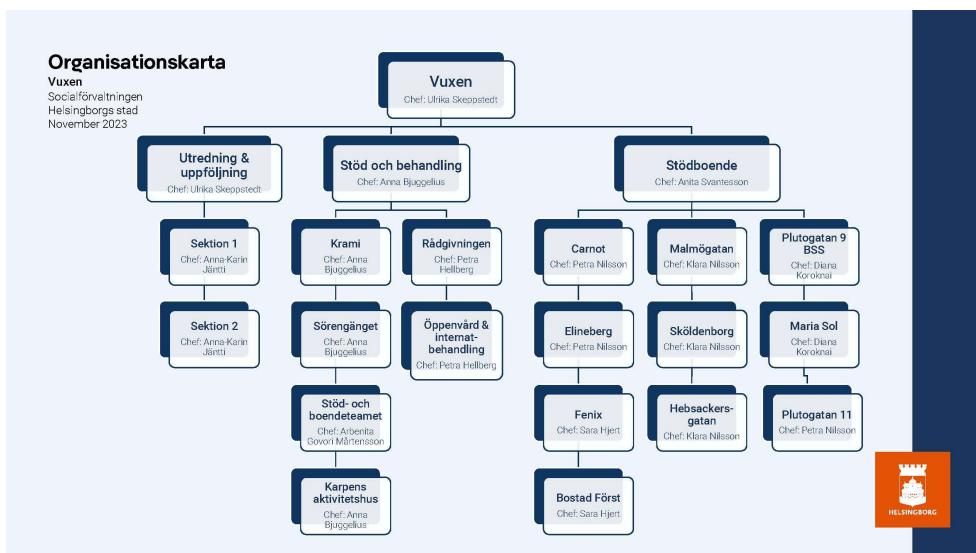 Organisationskarta
Vuxen
Socialförvaltningen
Helsingborgs stad
November 2023
Vuxen
Chef: Ulrika Skeppstedt
Utredning &
uppföljning
Chef: Ulrika Skeppstedt
Stöd och behandling
Chef: Anna Bjuggelius
Stödboende
Chef: Anita Svantesson
Sektion 1
Chef: Anna-Karin
Jäntti
Sektion 2
Chef: Anna-Karin
Jäntti
Krami
Chef: Anna
Bjuggelius
Sörengänget
Chef: Anna
Bjuggelius
Stöd- och
boendeteamet
Chef: Arbenita
Govori Mårtensson
Karpens
aktivitetshus
Chef: Anna
Bjuggelius
Rådgivningen
Chef: Petra
Hellberg
Öppenvård &
internat-
behandling
Chef: Petra Hellberg
Carnot
Chef: Petra Nilsson
Elineberg
Chef: Petra Nilsson
Fenix
Chef: Sara Hjert
Bostad Först
Chef: Sara Hjert
Malmögatan
Chef: Klara Nilsson
Sköldenborg
Chef: Klara Nilsson
Hebsackers-
gatan
Chef: Klara Nilsson
Plutogatan 9
BSS
Chef: Diana
Koroknai
Maria Sol
Chef: Diana
Koroknai
Plutogatan 11
Chef: Petra Nilsson
HELSINGBORG